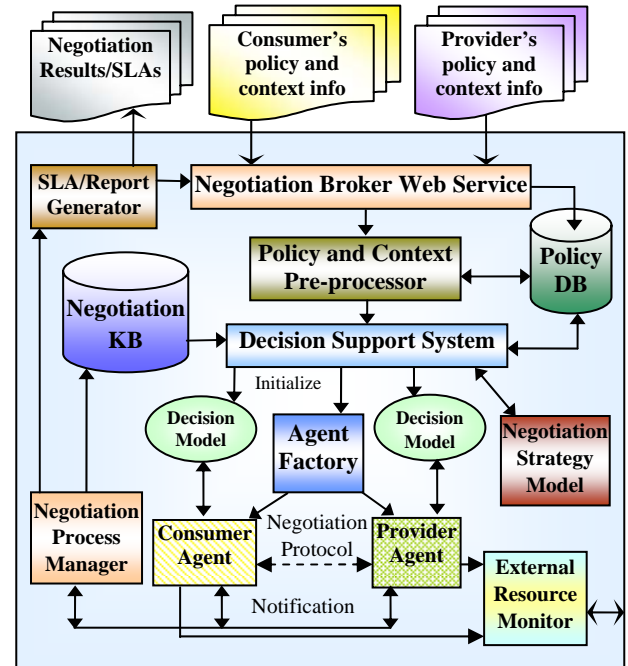 Negotiation
Results/SLAs
Consumer's
policy and
context info
Provider's
policy and
context info
SLA/Report
Generator
Negotiation Broker Web Service
Policy and Context
Pre-processor
Policy
DB
Negotiation
KB
Decision Support System
Initialize
Decision
Model
Agent
Factory
Decision
Model
Negotiation
Strategy
Model
Negotiation
Process
Manager
Consumer
Agent
Negotiation
Protocol
Provider
Agent
External
Resource
Monitor
Notification